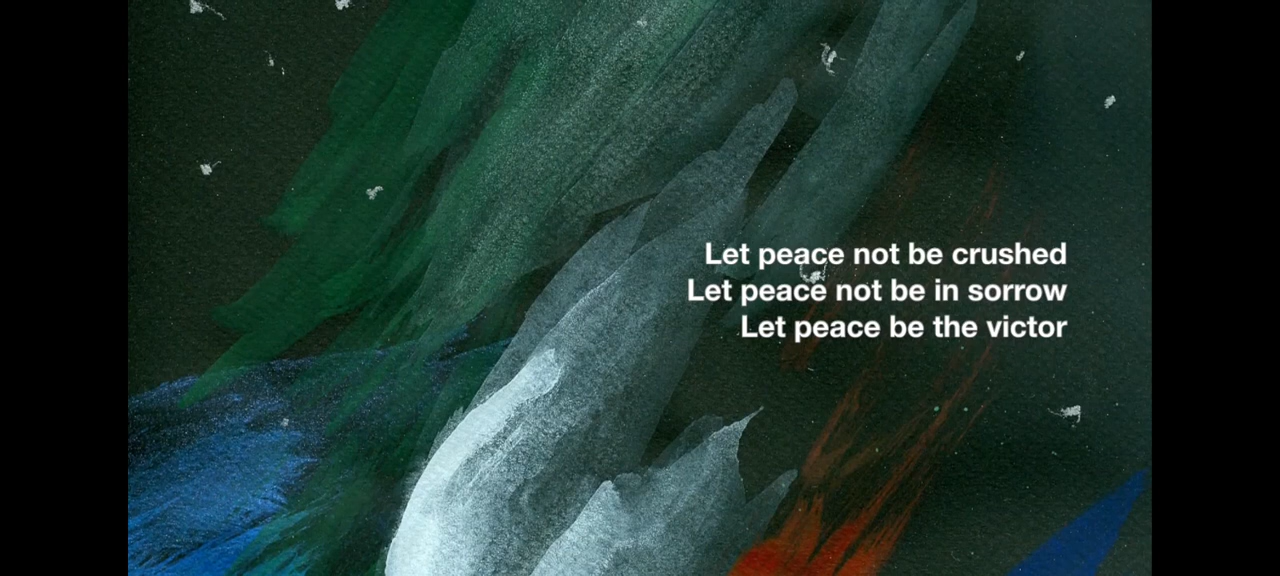 Let peace not be crushed
Let peace not be in sorrow
Let peace be the victor